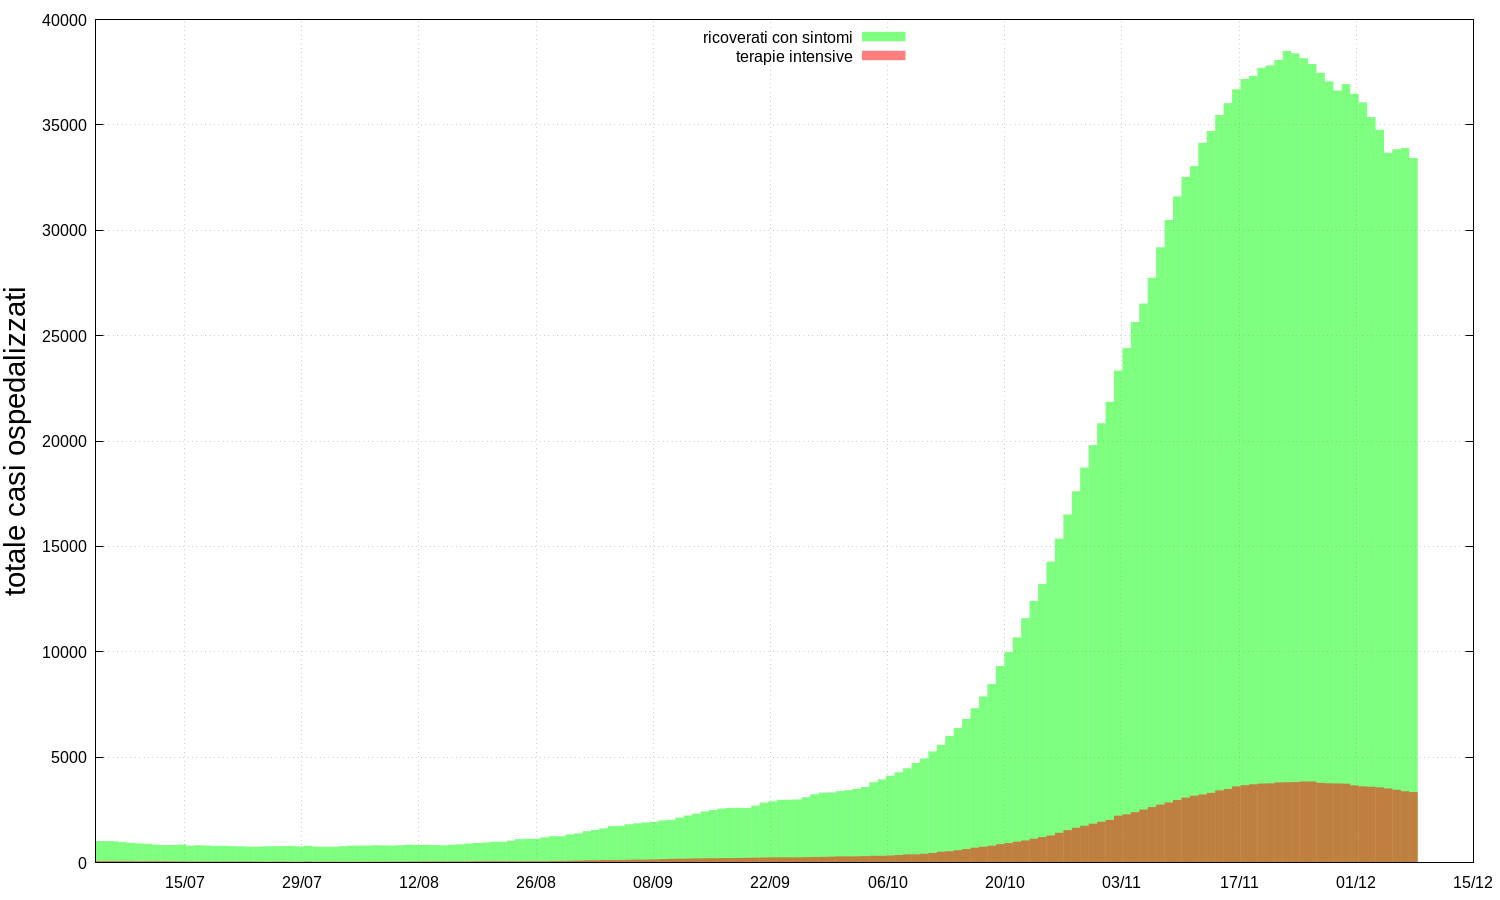 40000
35000
30000
25000
20000
15000
10000
5000
0
totale casi ospedalizzati
ricoverati con sintomi
terapie intensive
15/07 29/07 12/08 26/08 08/09 22/09 06/10 20/10 03/11 17/11 01/12 15/12